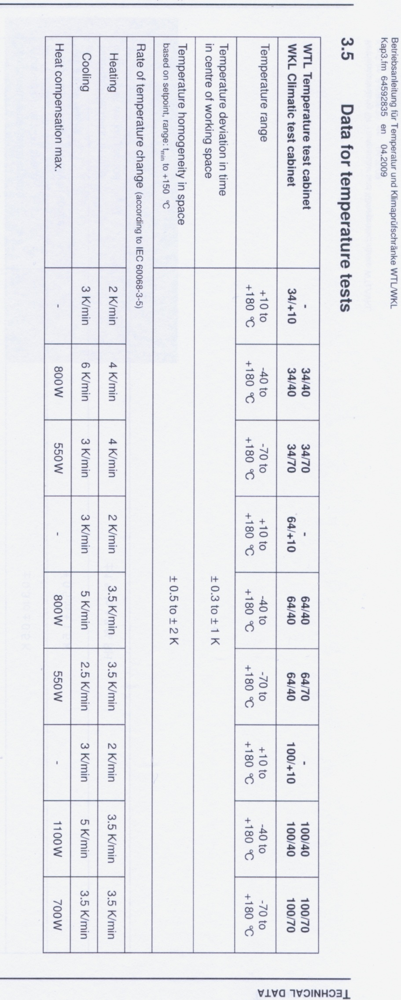 Betriebsanleitung für Temperatur und Klimaprüfschränke WTL/WKL
Kap3.fm 64592835 en 04.2009
TECHNICAL DATA
3.5 Data for temperature tests
WTL Temperature test cabinet - 34/40 34/70 - 64/40 64/70 - 100/40 100/70
WKL Climatic test cabinet 34/+10 34/40 34/70 64/+10 64/40 64/40 100/+10 100/40 100/70
Temperature range +10 to -40 to -70 to +10 to -40 to -70 to +10 to -40 to -70 to
+180 °C +180 °C +180 °C +180 °C +180 °C +180 °C +180 °C +180 °C +180 °C
Temperature deviation in time
in centre of working space ± 0.3 to ± 1 K
Temperature homogeneity in space
based on setpoint, range: tmin to +150 °C ± 0.5 to ± 2 K
Rate of temperature change (according to IEC 60068-3-5)
Heating 2 K/min 4 K/min 4 K/min 2 K/min 3.5 K/min 3.5 K/min 2 K/min 3.5 K/min 3.5 K/min
Cooling 3 K/min 6 K/min 3 K/min 3 K/min 5 K/min 2.5 K/min 3 K/min 5 K/min 3.5 K/min
Heat compensation max. - 800W 550W - 800W 550W - 1100W 700W